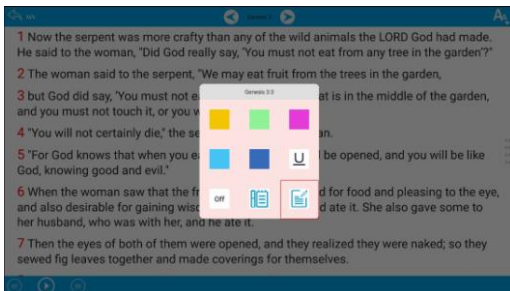 Genesis 3
A
1 Now the serpent was more crafty than any of the wild animals the LORD God had made.
He said to the woman, "Did God really say, 'You must not eat from any tree in the garden'?"
2 The woman said to the serpent, "We may eat fruit from the trees in the garden,
3 but God did say, 'You must not ea at is in the middle of the garden,
Genesis 3:3
and you must not touch it, or you w
4 "You will not certainly die," the se an.
5 "For God knows that when you ea l be opened, and you will be like
U
God, knowing good and evil."
6 When the woman saw that the fr d for food and pleasing to the eye,
Off
and also desirable for gaining wisd d ate it. She also gave some to
her husband, who was with her, and he ate it.
7 Then the eyes of both of them were opened, and they realized they were naked; so they
sewed fig leaves together and made coverings for themselves.